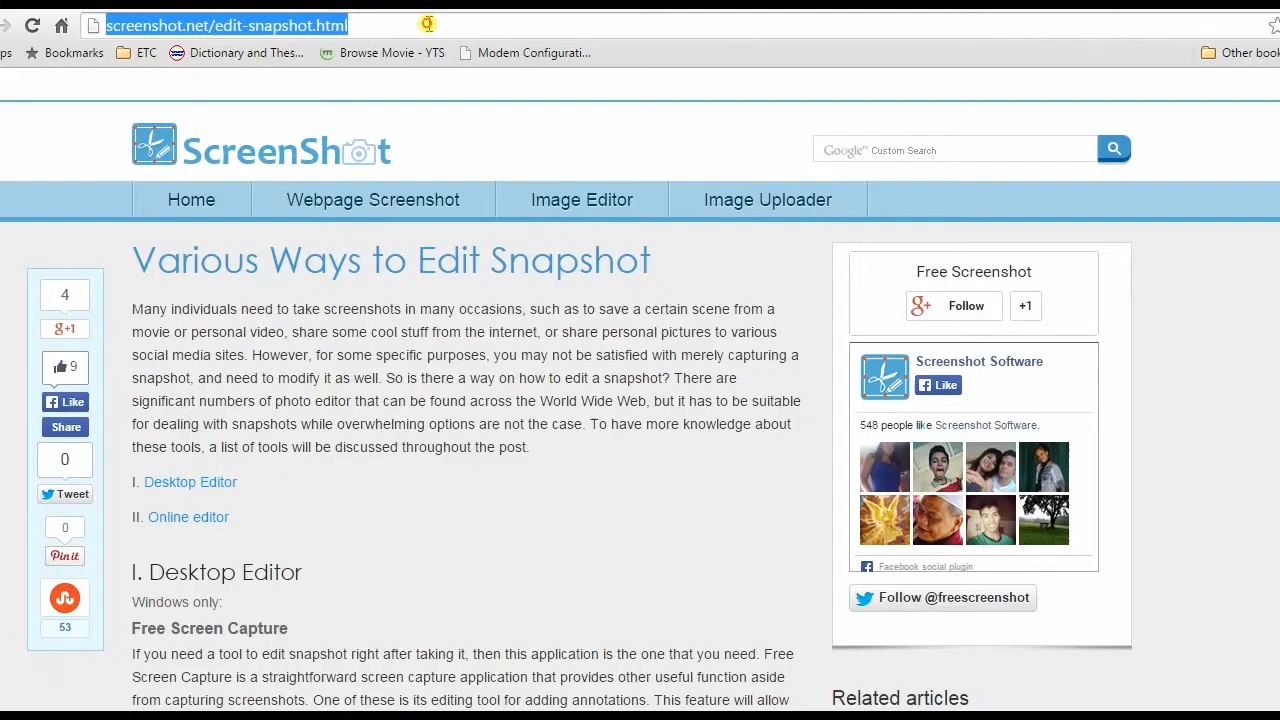 screenshot.net/edit-snapshot.html
ps Bookmarks ETC Dictionary and Thes... Browse Movie - YTS Modem Configurati... Other book
ScreenShot
Google™ Custom Search
Home Webpage Screenshot Image Editor Image Uploader
Various Ways to Edit Snapshot
Many individuals need to take screenshots in many occasions, such as to save a certain scene from a
movie or personal video, share some cool stuff from the internet, or share personal pictures to various
social media sites. However, for some specific purposes, you may not be satisfied with merely capturing a
snapshot, and need to modify it as well. So is there a way on how to edit a snapshot? There are
significant number of photo editor that can be found across the World Wide Web, but it has to be suitable
for dealing with snapshots while overwhelming options are not the case. To have more knowledge about
these tools, a list of tools will be discussed throughout the post.
I. Desktop Editor
II. Online editor
I. Desktop Editor
Windows only:
Free Screen Capture
If you need a tool to edit snapshot right after taking it, then this application is the one that you need. Free
Screen Capture is a straightforward screen capture application that provides other useful function aside
from capturing screenshots. One of these is its editing tool for adding annotations. This feature will allow
4
g+1
9
Like
Share
0
Tweet
0
Pin it
53
Free Screenshot
g+ Follow +1
Screenshot Software
Like
548 people like Screenshot Software.
Facebook social plugin
Follow @freescreenshot
Related articles